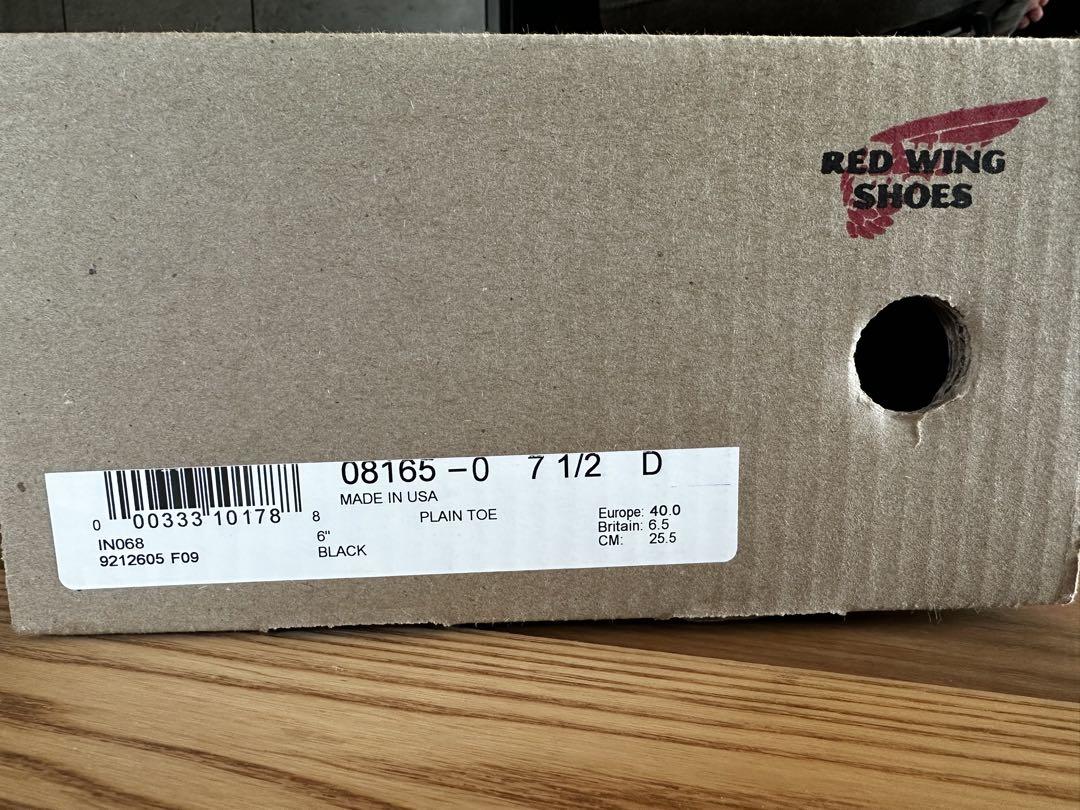 RED WING
SHOES
08165-0 7 1/2 D
MADE IN USA
PLAIN TOE
6"
BLACK
0 00333 10178 8
IN068
9212605 F09
Europe: 40.0
Britain: 6.5
CM: 25.5